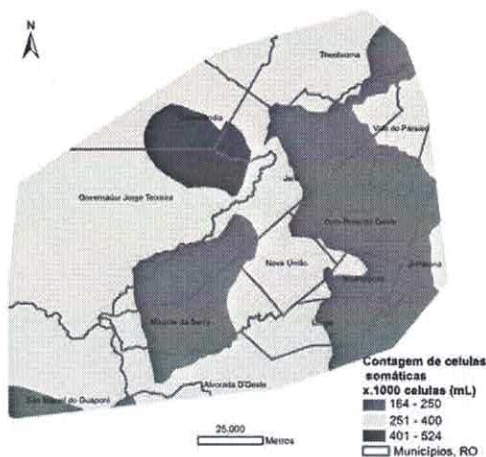 N
Theobroma
Vale do Paraíso
Governador Jorge Teixeira
Ouro Preto do Oeste
Nova União
Mirante da Serra
Alvorada D'Oeste
São Miguel do Guaporé
Contagem de celulas
somáticas
x.1000 celulas (mL)
164 - 250
251 - 400
401 - 524
Municípios, RO
25.000
Metros